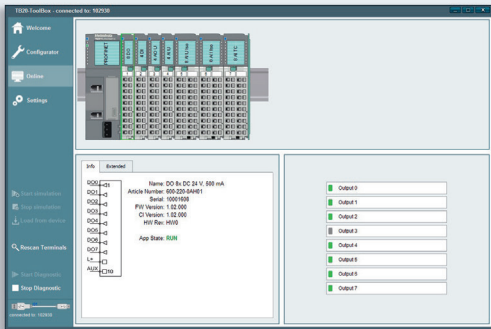 TB20-ToolBox - connected to: 102930
Welcome
Configurator
Online
Settings
Start simulation
Stop simulation
Load from device
Rescan Terminals
Start Diagnostic
Stop Diagnostic
connected to: 102930
PROFINET
8 DO
Info
Extended
DO0
DO1
DO2
DO3
DO4
DO5
DO6
DO7
L+
AUX
Name: DO 8x DC 24 V, 500 mA
Article Number: 600-220-0AH01
Serial: 10001608
FW Version: 1.02.000
CI Version: 1.02.000
HW Rev: HW0
App State: RUN
Output 0
Output 1
Output 2
Output 3
Output 4
Output 5
Output 6
Output 7